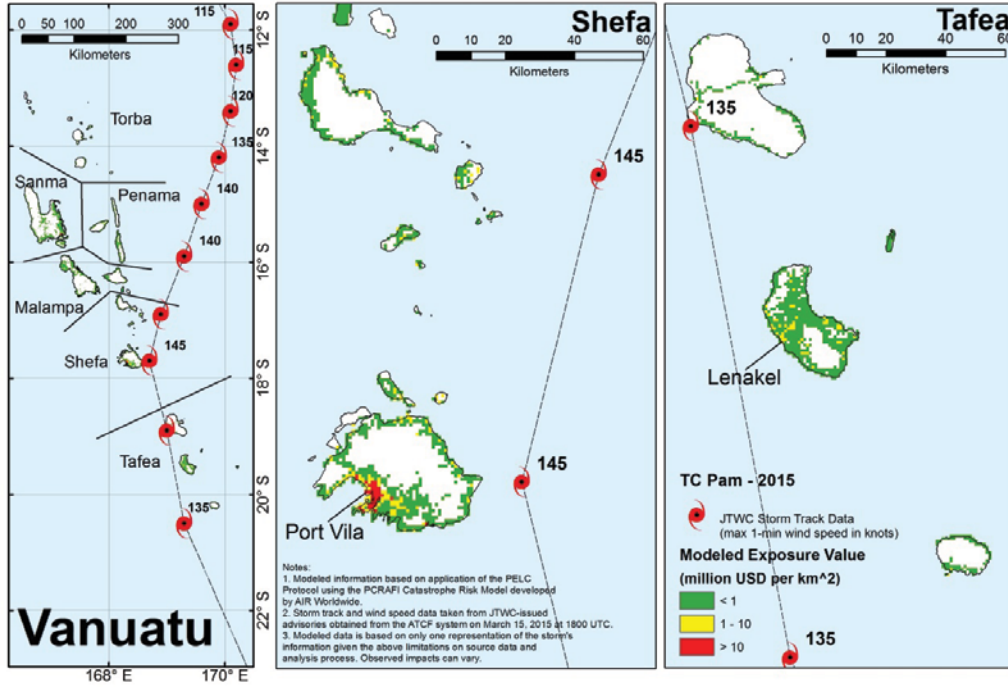 0 50 100 200 300
Kilometers
115
115
120
135
140
140
145
135
Torba
Sanma
Penama
Malampa
Shefa
Tafea
Vanuatu
12° S
14° S
16° S
18° S
20° S
22° S
168° E
170° E
Shefa
0 20 40 60
Kilometers
145
145
Port Vila
Notes:
1. Modeled information based on application of the PELC
Protocol using the PCRAFI Catastrophe Risk Model developed
by AIR Worldwide.
2. Storm track and wind speed data taken from JTWC-issued
advisories obtained from the ATCF system on March 15, 2015 at 1800 UTC.
3. Modeled data is based on only one representation of the storm's
information given the above limitations on source data and
analysis process. Observed impacts can vary.
Tafea
0 10 20 40 60
Kilometers
135
Lenakel
TC Pam - 2015
JTWC Storm Track Data
(max 1-min wind speed in knots)
Modeled Exposure Value
(million USD per km^2)
< 1
1 - 10
> 10
135